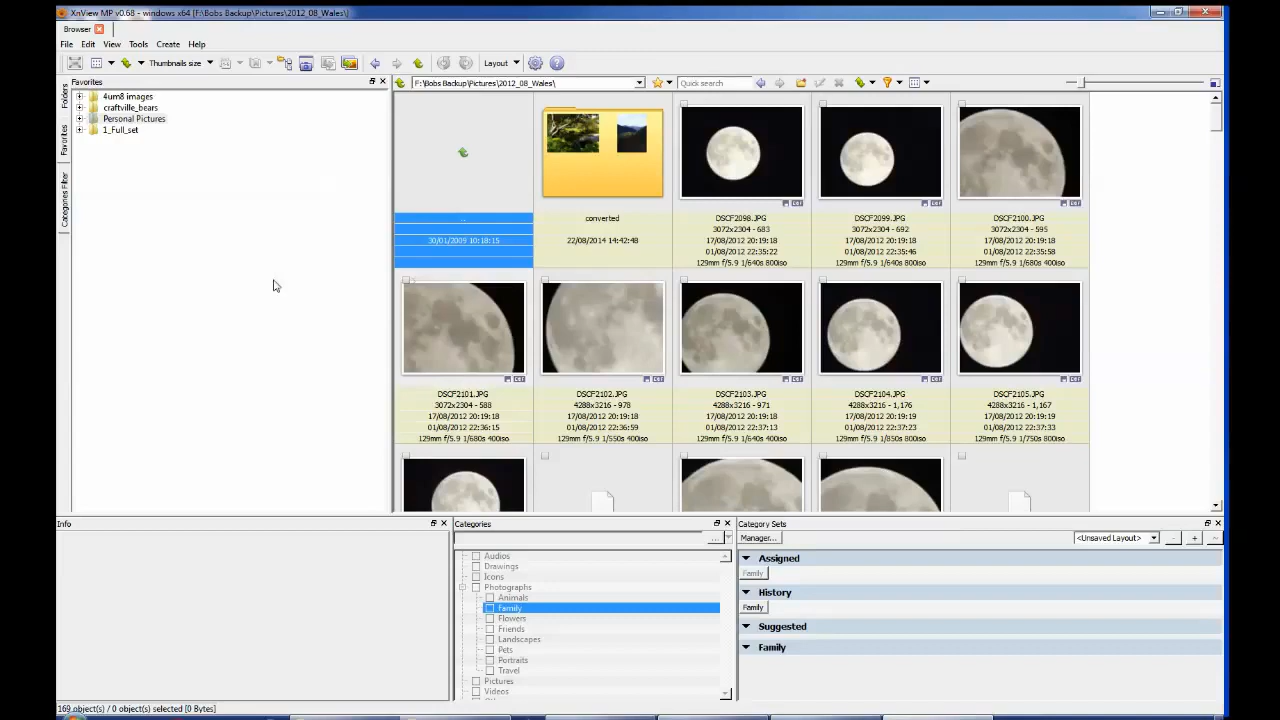 XnView MP v0.68 - windows x64 [F:\Bobs Backup\Pictures\2012_08_Wales\]
Browser
File Edit View Tools Create Help
Thumbnails size Layout
Favorites
F:\Bobs Backup\Pictures\2012_08_Wales\ Quick search
Folders
Favorites
Categories Filter
4um8 images
craftville_bears
Personal Pictures
1_Full_set
.. converted DSCF2098.JPG DSCF2099.JPG DSCF2100.JPG
3072x2304 - 683 3072x2304 - 692 3072x2304 - 595
30/01/2009 10:18:15 22/08/2014 14:42:48 17/08/2012 20:19:18 17/08/2012 20:19:18 17/08/2012 20:19:18
01/08/2012 22:35:22 01/08/2012 22:35:46 01/08/2012 22:35:58
129mm f/5.9 1/640s 800iso 129mm f/5.9 1/640s 800iso 129mm f/5.9 1/680s 400iso
DSCF2101.JPG DSCF2102.JPG DSCF2103.JPG DSCF2104.JPG DSCF2105.JPG
3072x2304 - 588 4288x3216 - 978 4288x3216 - 971 4288x3216 - 1,176 4288x3216 - 1,167
17/08/2012 20:19:18 17/08/2012 20:19:18 17/08/2012 20:19:18 17/08/2012 20:19:18 17/08/2012 20:19:18
01/08/2012 22:36:15 01/08/2012 22:36:59 01/08/2012 22:37:13 01/08/2012 22:37:23 01/08/2012 22:37:33
129mm f/5.9 1/680s 400iso 129mm f/5.9 1/550s 400iso 129mm f/5.9 1/640s 400iso 129mm f/5.9 1/850s 800iso 129mm f/5.9 1/750s 800iso
Info
Categories
Audios
Drawings
Icons
Photographs
Animals
Family
Flowers
Friends
Landscapes
Pets
Portraits
Travel
Pictures
Videos
Category Sets
Manager... <Unsaved Layout>
Assigned
Family
History
Family
Suggested
Family
169 object(s) / 0 object(s) selected [0 Bytes]